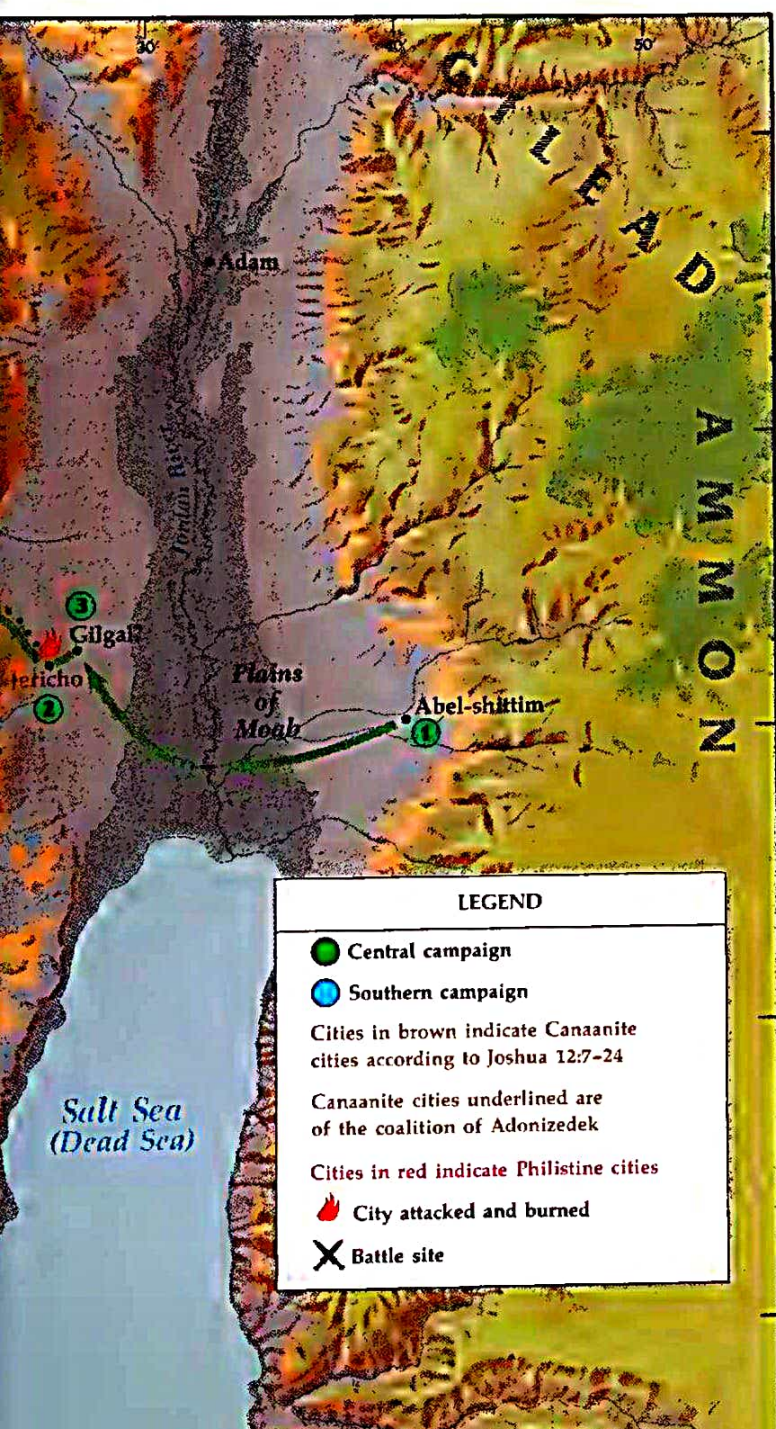 30'
40'
50'
GILEAD
Adam
AMMON
Jordan River
3
Gilgal?
Jericho
2
Plains
of
Moab
Abel-shittim
1
LEGEND
Central campaign
Southern campaign
Cities in brown indicate Canaanite
cities according to Joshua 12:7–24
Canaanite cities underlined are
of the coalition of Adonizedek
Cities in red indicate Philistine cities
City attacked and burned
Battle site
Salt Sea
(Dead Sea)